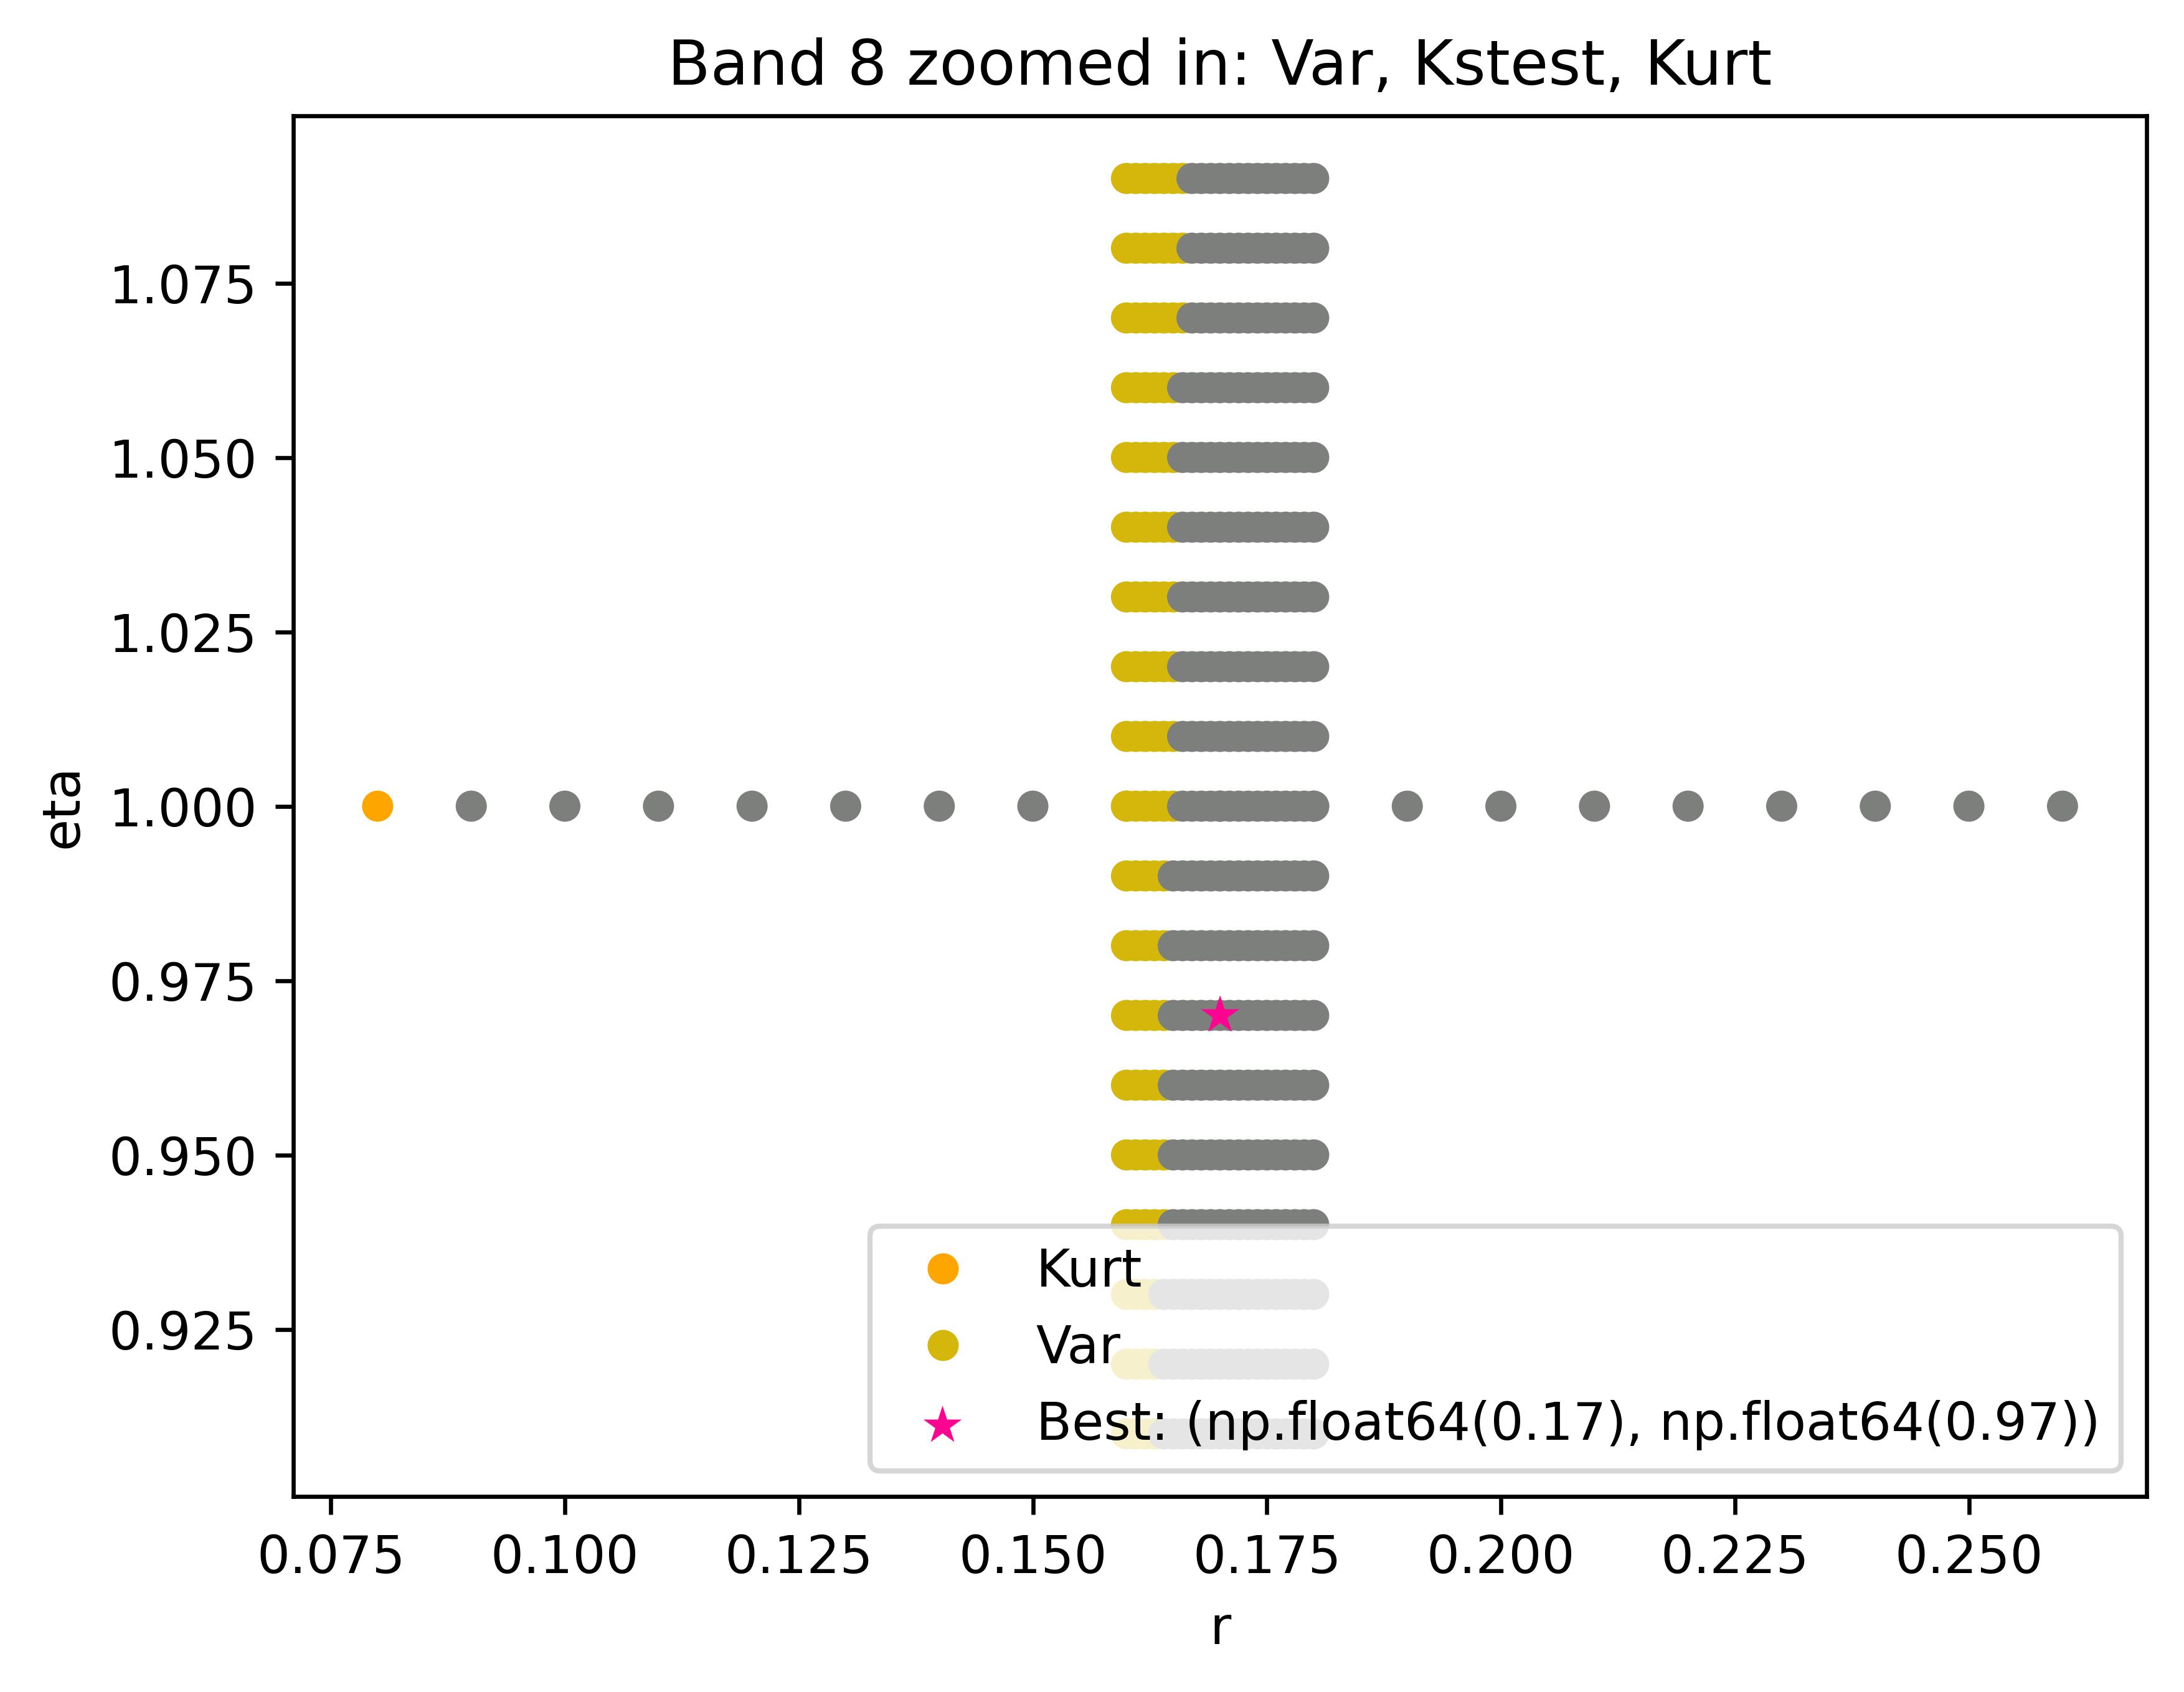 Band 8 zoomed in: Var, Kstest, Kurt
eta
1.075
1.050
1.025
1.000
0.975
0.950
0.925
Kurt
Var
Best: (np.float64(0.17), np.float64(0.97))
0.075 0.100 0.125 0.150 0.175 0.200 0.225 0.250
r